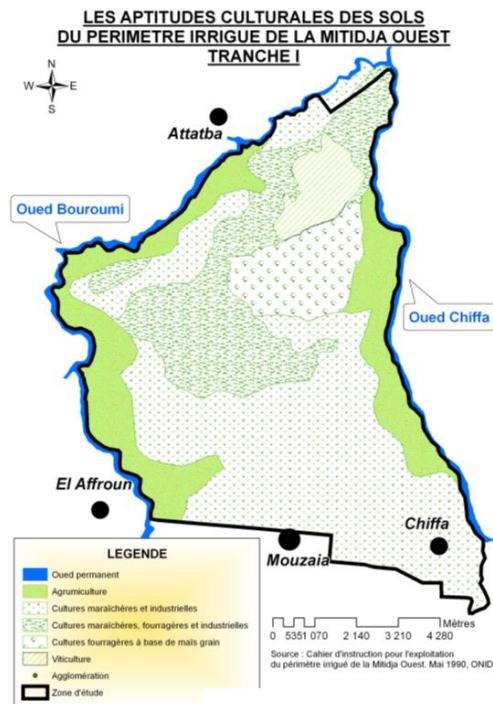 LES APTITUDES CULTURALES DES SOLS
DU PERIMETRE IRRIGUE DE LA MITIDJA OUEST
TRANCHE I
N
W E
S
Attatba
Oued Bouroumi
Oued Chiffa
El Affroun
Mouzaia
Chiffa
LEGENDE
Oued permanent
Agrumiculture
Cultures maraîchères et industrielles
Cultures maraîchères, fourragères et industrielles
Cultures fourragères à base de maïs grain
Viticulture
Agglomération
Zone d'étude
Mètres
0 5351 070 2 140 3 210 4 280
Source : Cahier d'instruction pour l'exploitation
du périmètre irrigué de la Mitidja Ouest. Mai 1990, ONID